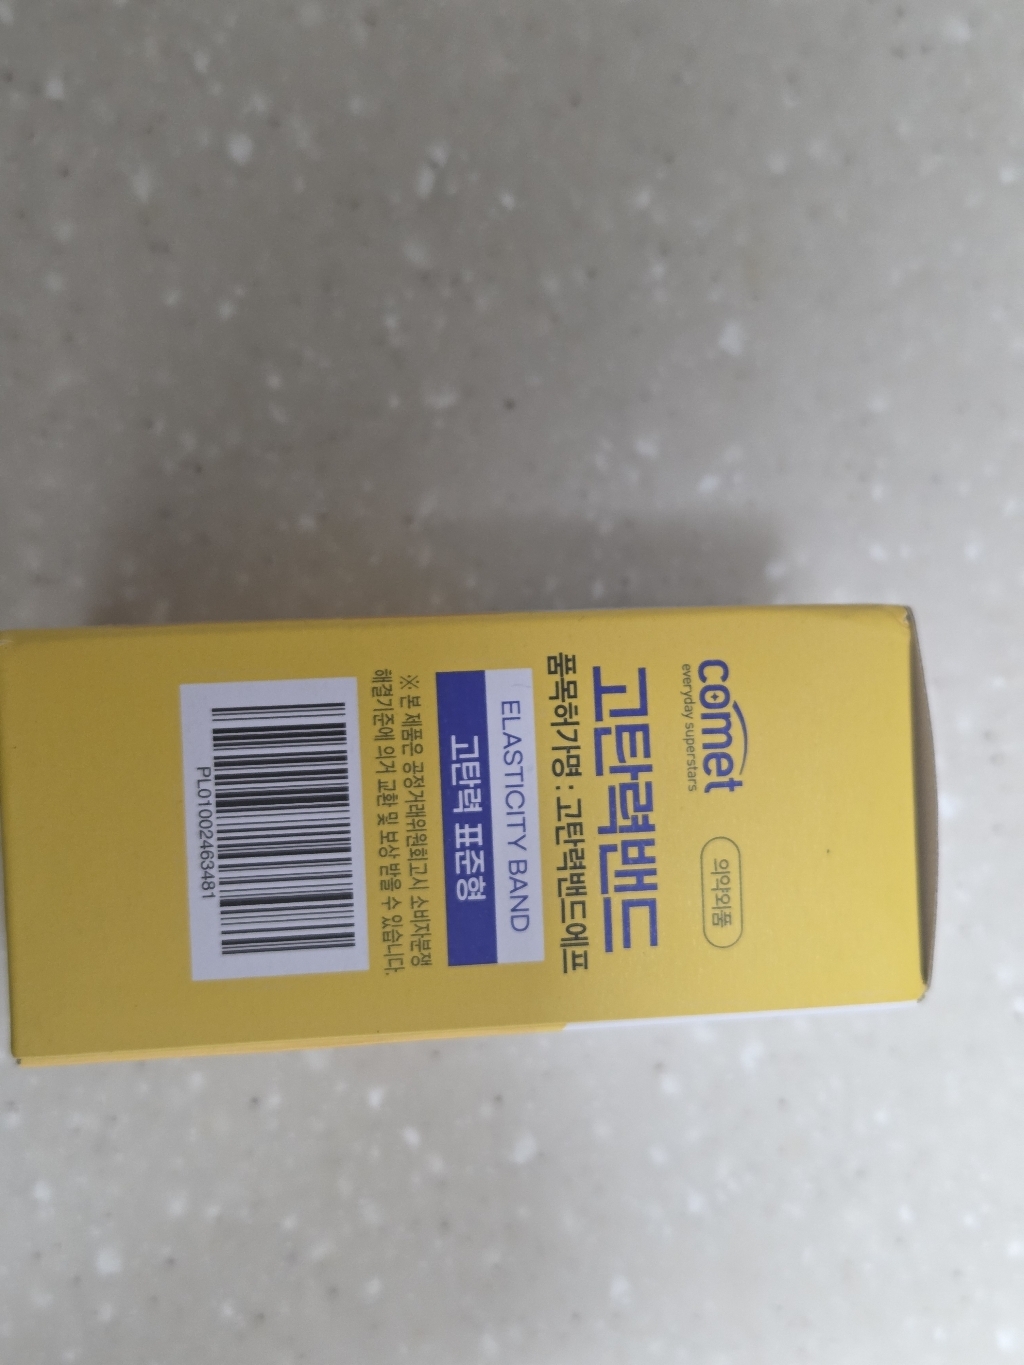 comet
everyday superstars
의약외품
고탄력밴드
품목허가명 : 고탄력밴드에프
ELASTICITY BAND
고탄력 표준형
※ 본 제품은 공정거래위원회고시 소비자분쟁
해결기준에 의거 교환 및 보상 받을 수 있습니다.
PL01002463481